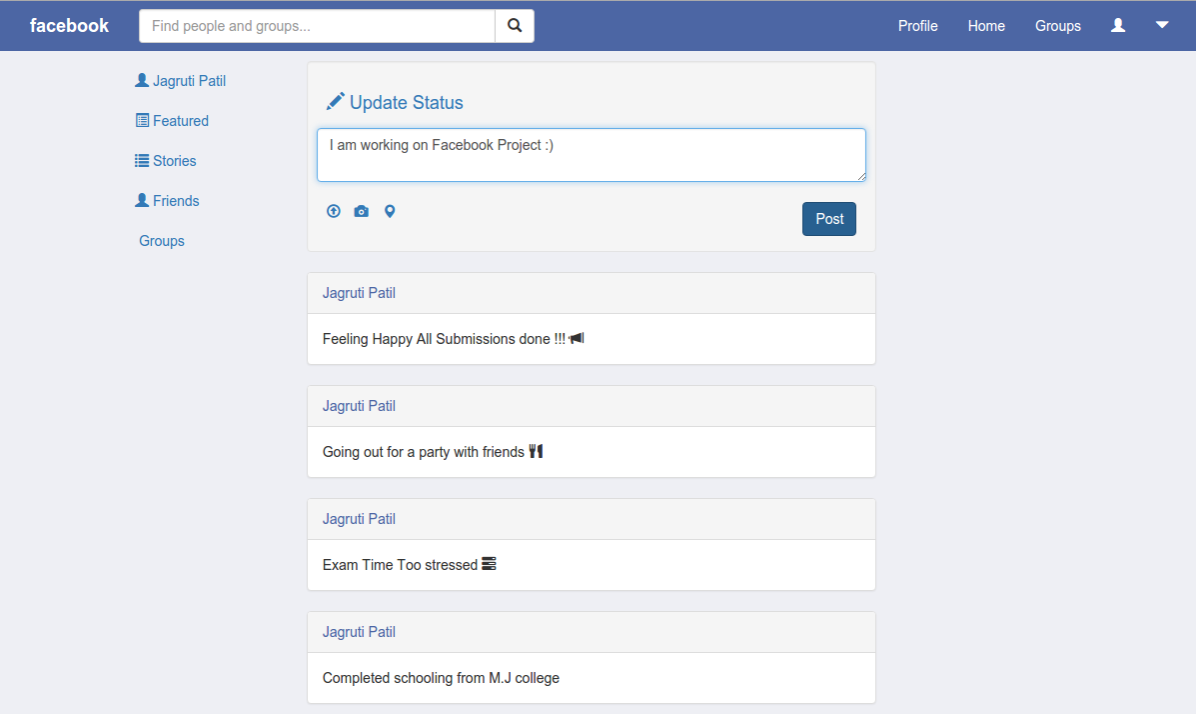 facebook Find people and groups... Profile Home Groups
Jagruti Patil
Featured
Stories
Friends
Groups
Update Status
I am working on Facebook Project :)
Post
Jagruti Patil
Feeling Happy All Submissions done !!!
Jagruti Patil
Going out for a party with friends
Jagruti Patil
Exam Time Too stressed
Jagruti Patil
Completed schooling from M.J college